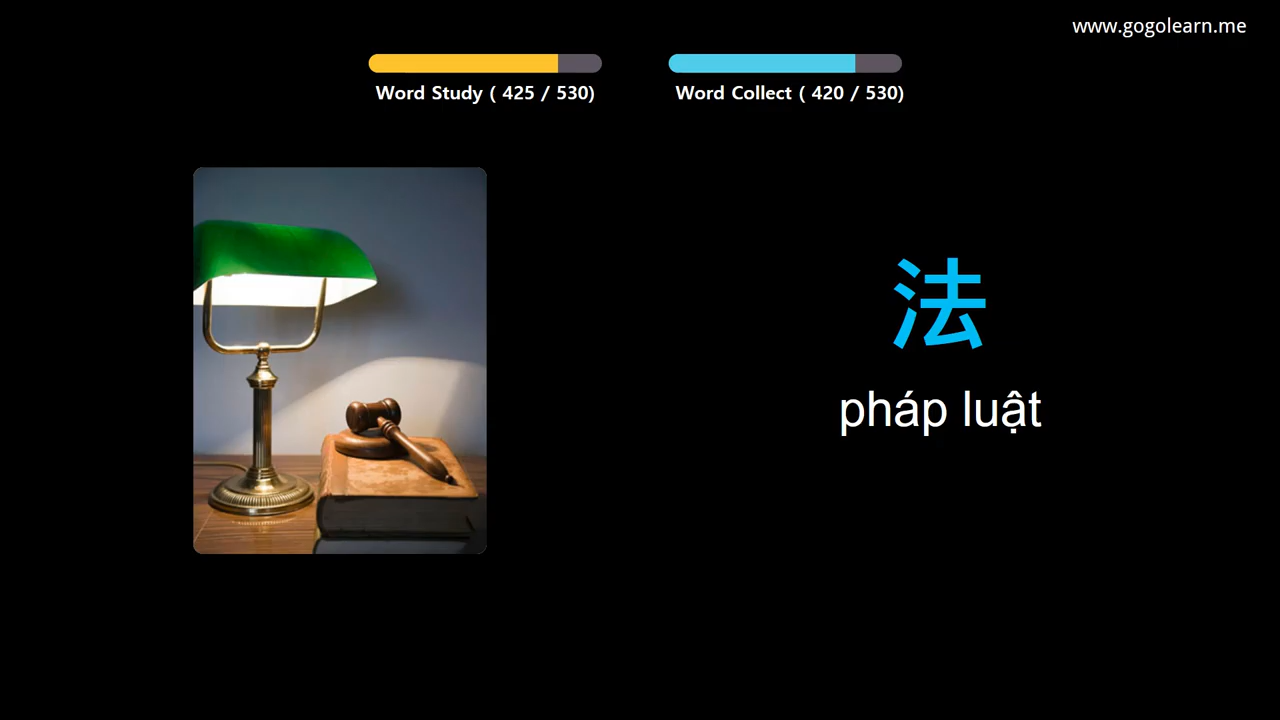 www.gogolearn.me
Word Study ( 425 / 530)
Word Collect ( 420 / 530)
法
pháp luật